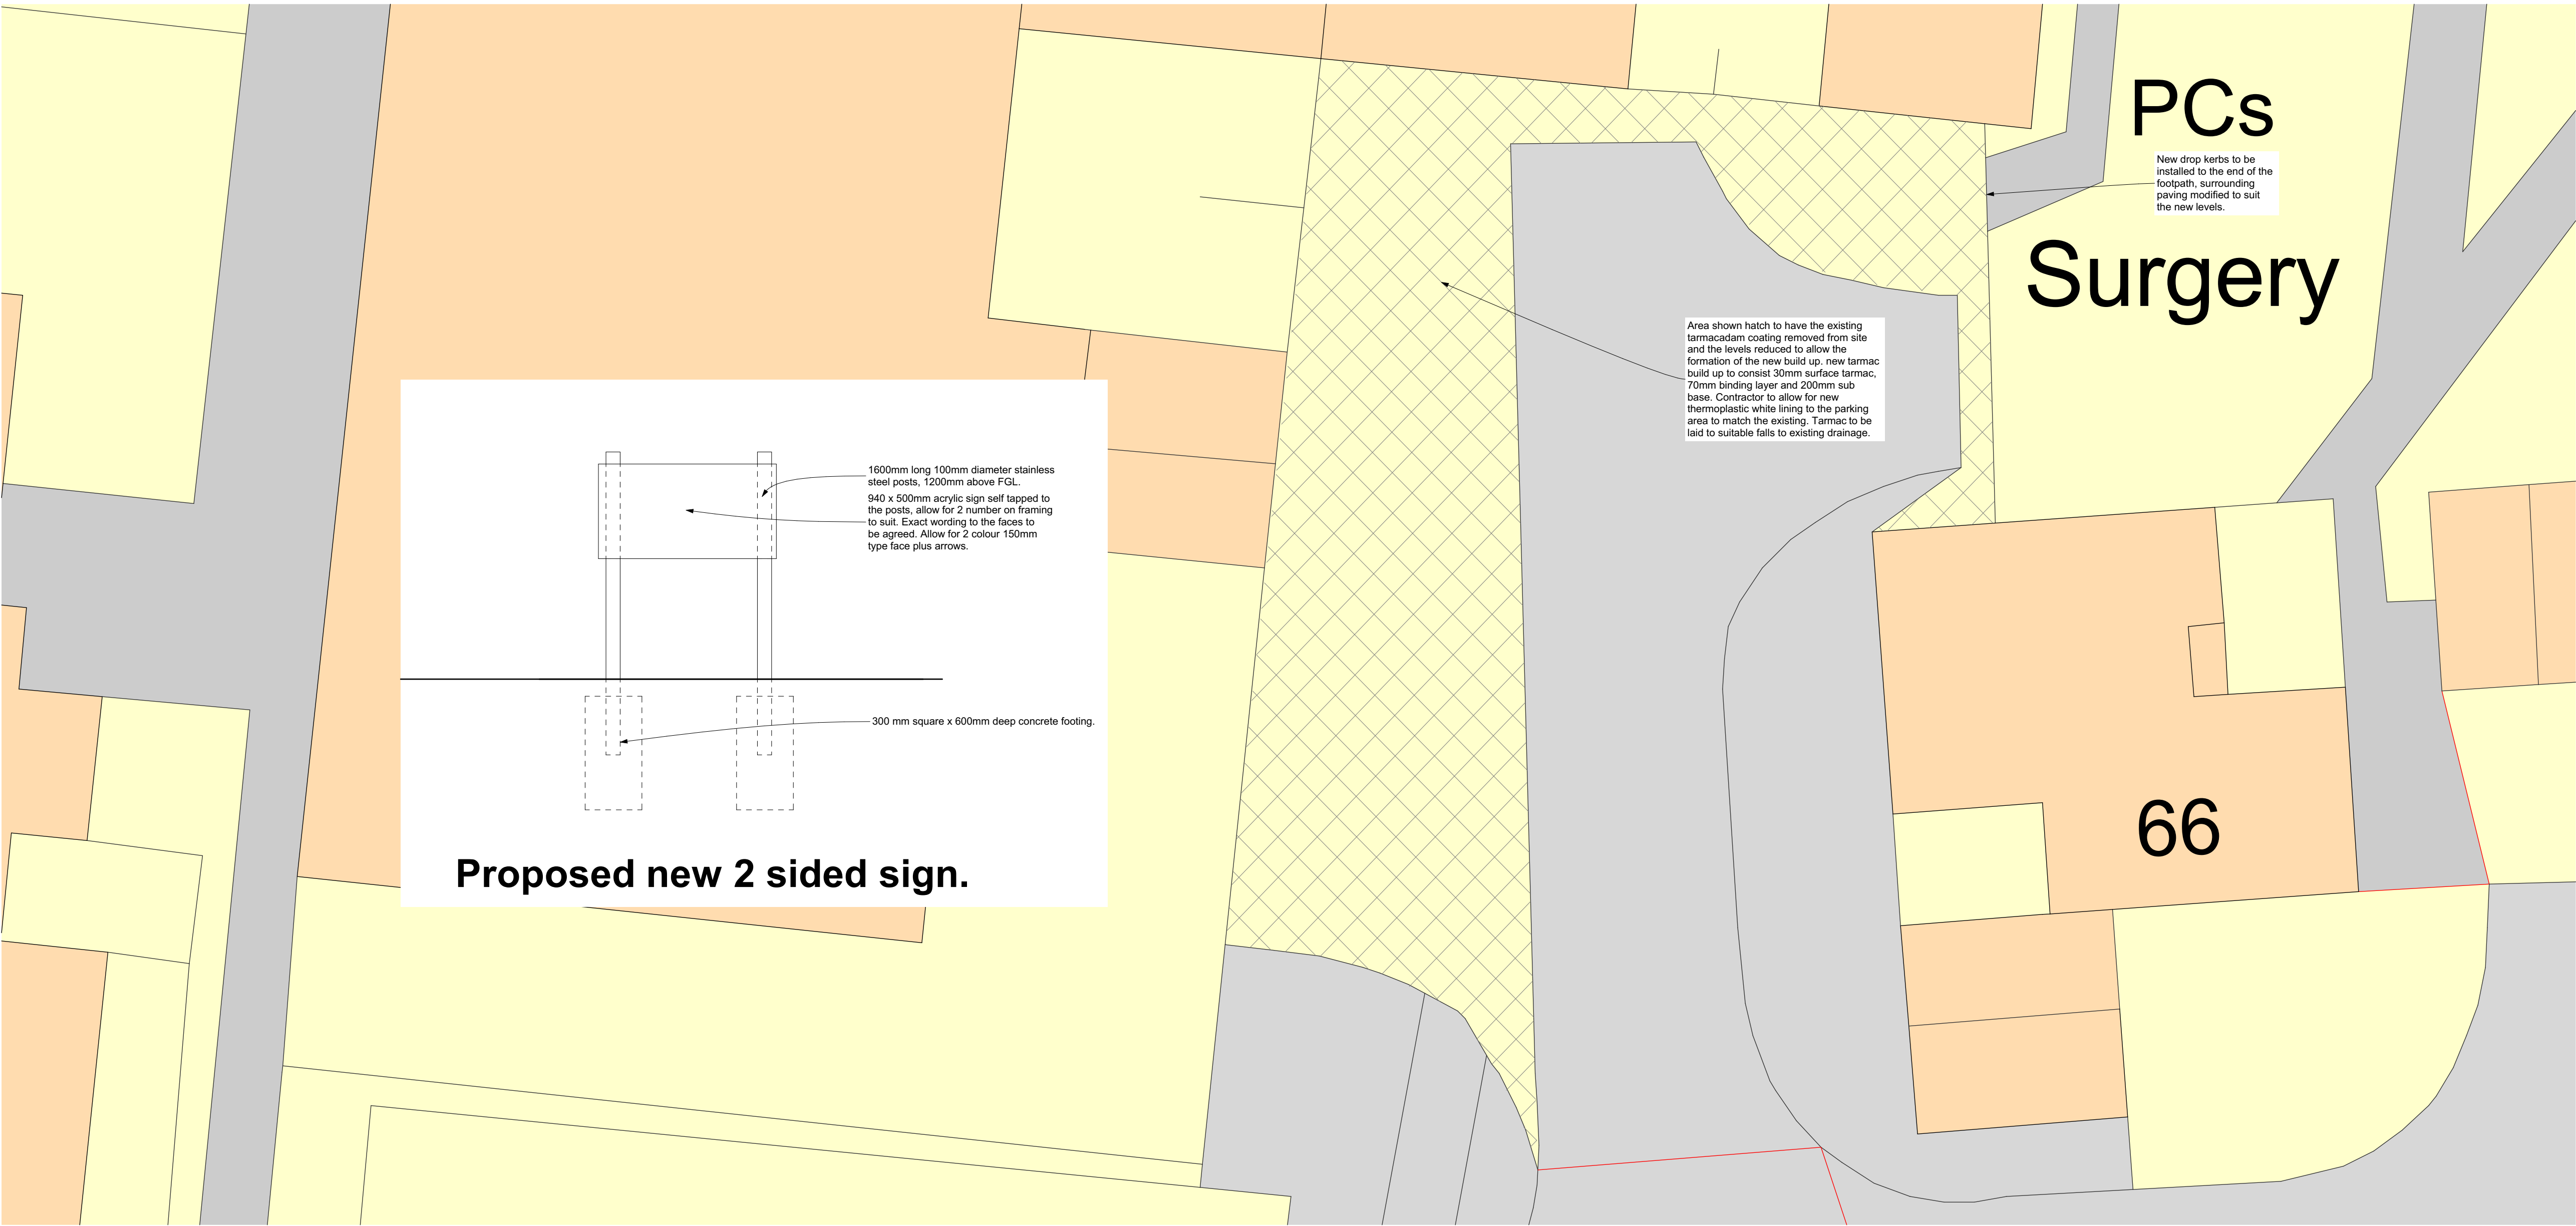 PCs
New drop kerbs to be
installed to the end of the
footpath, surrounding
paving modified to suit
the new levels.
Surgery
Area shown hatch to have the existing
tarmacadam coating removed from site
and the levels reduced to allow the
formation of the new build up. new tarmac
build up to consist 30mm surface tarmac,
70mm binding layer and 200mm sub
base. Contractor to allow for new
thermoplastic white lining to the parking
area to match the existing. Tarmac to be
laid to suitable falls to existing drainage.
1600mm long 100mm diameter stainless
steel posts, 1200mm above FGL.
940 x 500mm acrylic sign self tapped to
the posts, allow for 2 number on framing
to suit. Exact wording to the faces to
be agreed. Allow for 2 colour 150mm
type face plus arrows.
300 mm square x 600mm deep concrete footing.
Proposed new 2 sided sign.
66